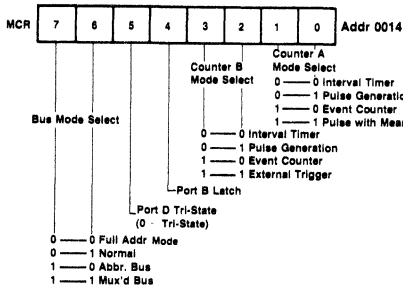 MCR 7 6 5 4 3 2 1 0 Addr 0014
Counter A
Mode Select
0 — 0 Interval Timer
0 — 1 Pulse Generatio
1 — 0 Event Counter
1 — 1 Pulse with Mea
Counter B
Mode Select
0 — 0 Interval Timer
0 — 1 Pulse Generation
1 — 0 Event Counter
1 — 1 External Trigger
Port B Latch
Port D Tri-State
(0 - Tri-State)
Bus Mode Select
0 — 0 Full Addr Mode
0 — 1 Normal
1 — 0 Abbr. Bus
1 — 1 Mux'd Bus